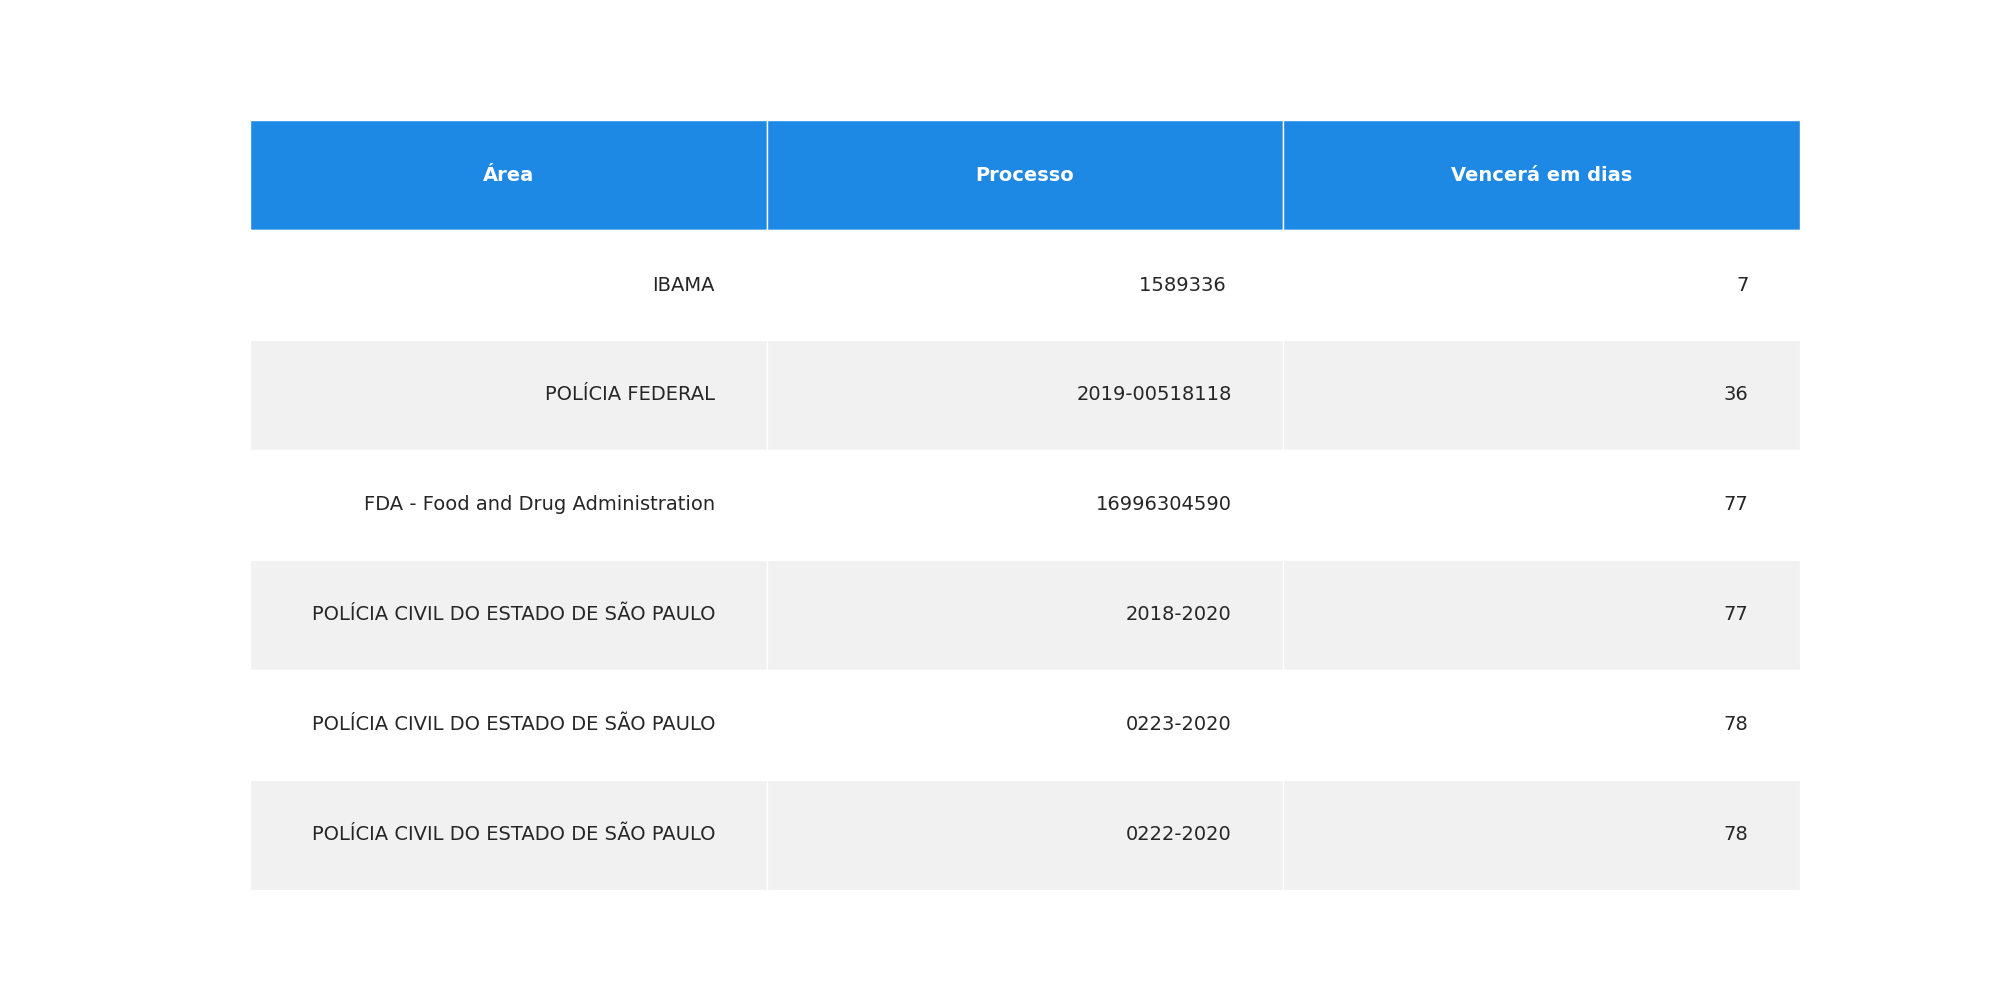 Área Processo Vencerá em dias
IBAMA 1589336 7
POLÍCIA FEDERAL 2019-00518118 36
FDA - Food and Drug Administration 16996304590 77
POLÍCIA CIVIL DO ESTADO DE SÃO PAULO 2018-2020 77
POLÍCIA CIVIL DO ESTADO DE SÃO PAULO 0223-2020 78
POLÍCIA CIVIL DO ESTADO DE SÃO PAULO 0222-2020 78